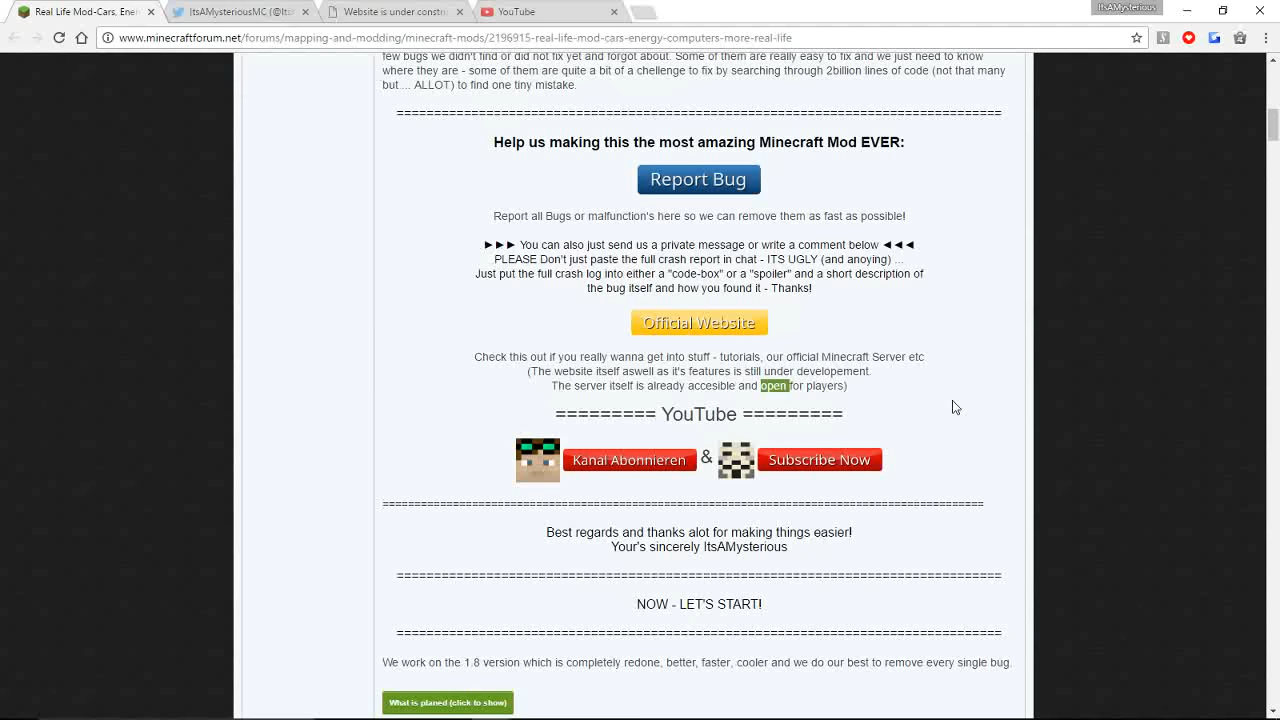 Real Life Mod-Cars, Ener
ItsAMysteriousMC (@Its
Website is under constr
YouTube
ItsAMysterious
www.minecraftforum.net/forums/mapping-and-modding/minecraft-mods/2196915-real-life-mod-cars-energy-computers-more-real-life
few bugs we didn't find or did not fix yet and forgot about. Some of them are really easy to fix and we just need to know
where they are - some of them are quite a bit of a chellenge to fix by searching through 2billion lines of code (not that many
but.... ALLOT) to find one tiny mistake.
=================================================================================
Help us making this the most amazing Minecraft Mod EVER:
Report Bug
Report all Bugs or malfunction's here so we can remove them as fast as possible!
►►► You can also just send us a private message or write a comment below ◄◄◄
PLEASE Don't just paste the full crash report in chat - ITS UGLY (and anoying) ...
Just put the full crash log into either a "code-box" or a "spoiler" and a short description of
the bug itself and how you found it - Thanks!
Official Website
Check this out if you really wanna get into stuff - tutorials, our official Minecraft Server etc
(The website itself aswell as it's features is still under developement.
The server itself is already accesible and open for players)
========= YouTube =========
Kanal Abonnieren & Subscribe Now
=================================================================================
Best regards and thanks alot for making things easier!
Your's sincerely ItsAMysterious
=================================================================================
NOW - LET'S START!
=================================================================================
We work on the 1.8 version which is completely redone, better, faster, cooler and we do our best to remove every single bug.
What is planed (click to show)